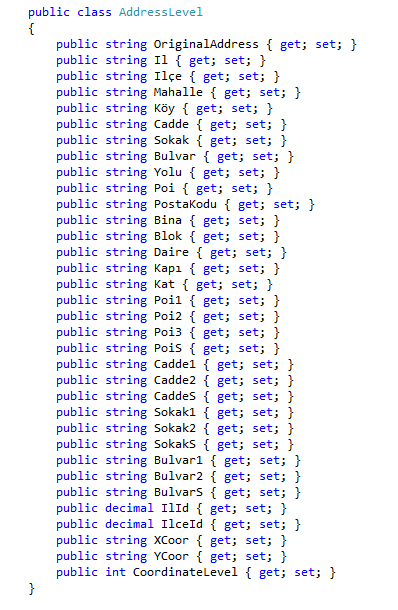 public class AddressLevel
{
public string OriginalAddress { get; set; }
public string Il { get; set; }
public string Ilçe { get; set; }
public string Mahalle { get; set; }
public string Köy { get; set; }
public string Cadde { get; set; }
public string Sokak { get; set; }
public string Bulvar { get; set; }
public string Yolu { get; set; }
public string Poi { get; set; }
public string PostaKodu { get; set; }
public string Bina { get; set; }
public string Blok { get; set; }
public string Daire { get; set; }
public string Kapı { get; set; }
public string Kat { get; set; }
public string Poi1 { get; set; }
public string Poi2 { get; set; }
public string Poi3 { get; set; }
public string PoiS { get; set; }
public string Cadde1 { get; set; }
public string Cadde2 { get; set; }
public string CaddeS { get; set; }
public string Sokak1 { get; set; }
public string Sokak2 { get; set; }
public string SokakS { get; set; }
public string Bulvar1 { get; set; }
public string Bulvar2 { get; set; }
public string BulvarS { get; set; }
public decimal IlId { get; set; }
public decimal IlceId { get; set; }
public string XCoor { get; set; }
public string YCoor { get; set; }
public int CoordinateLevel { get; set; }
}